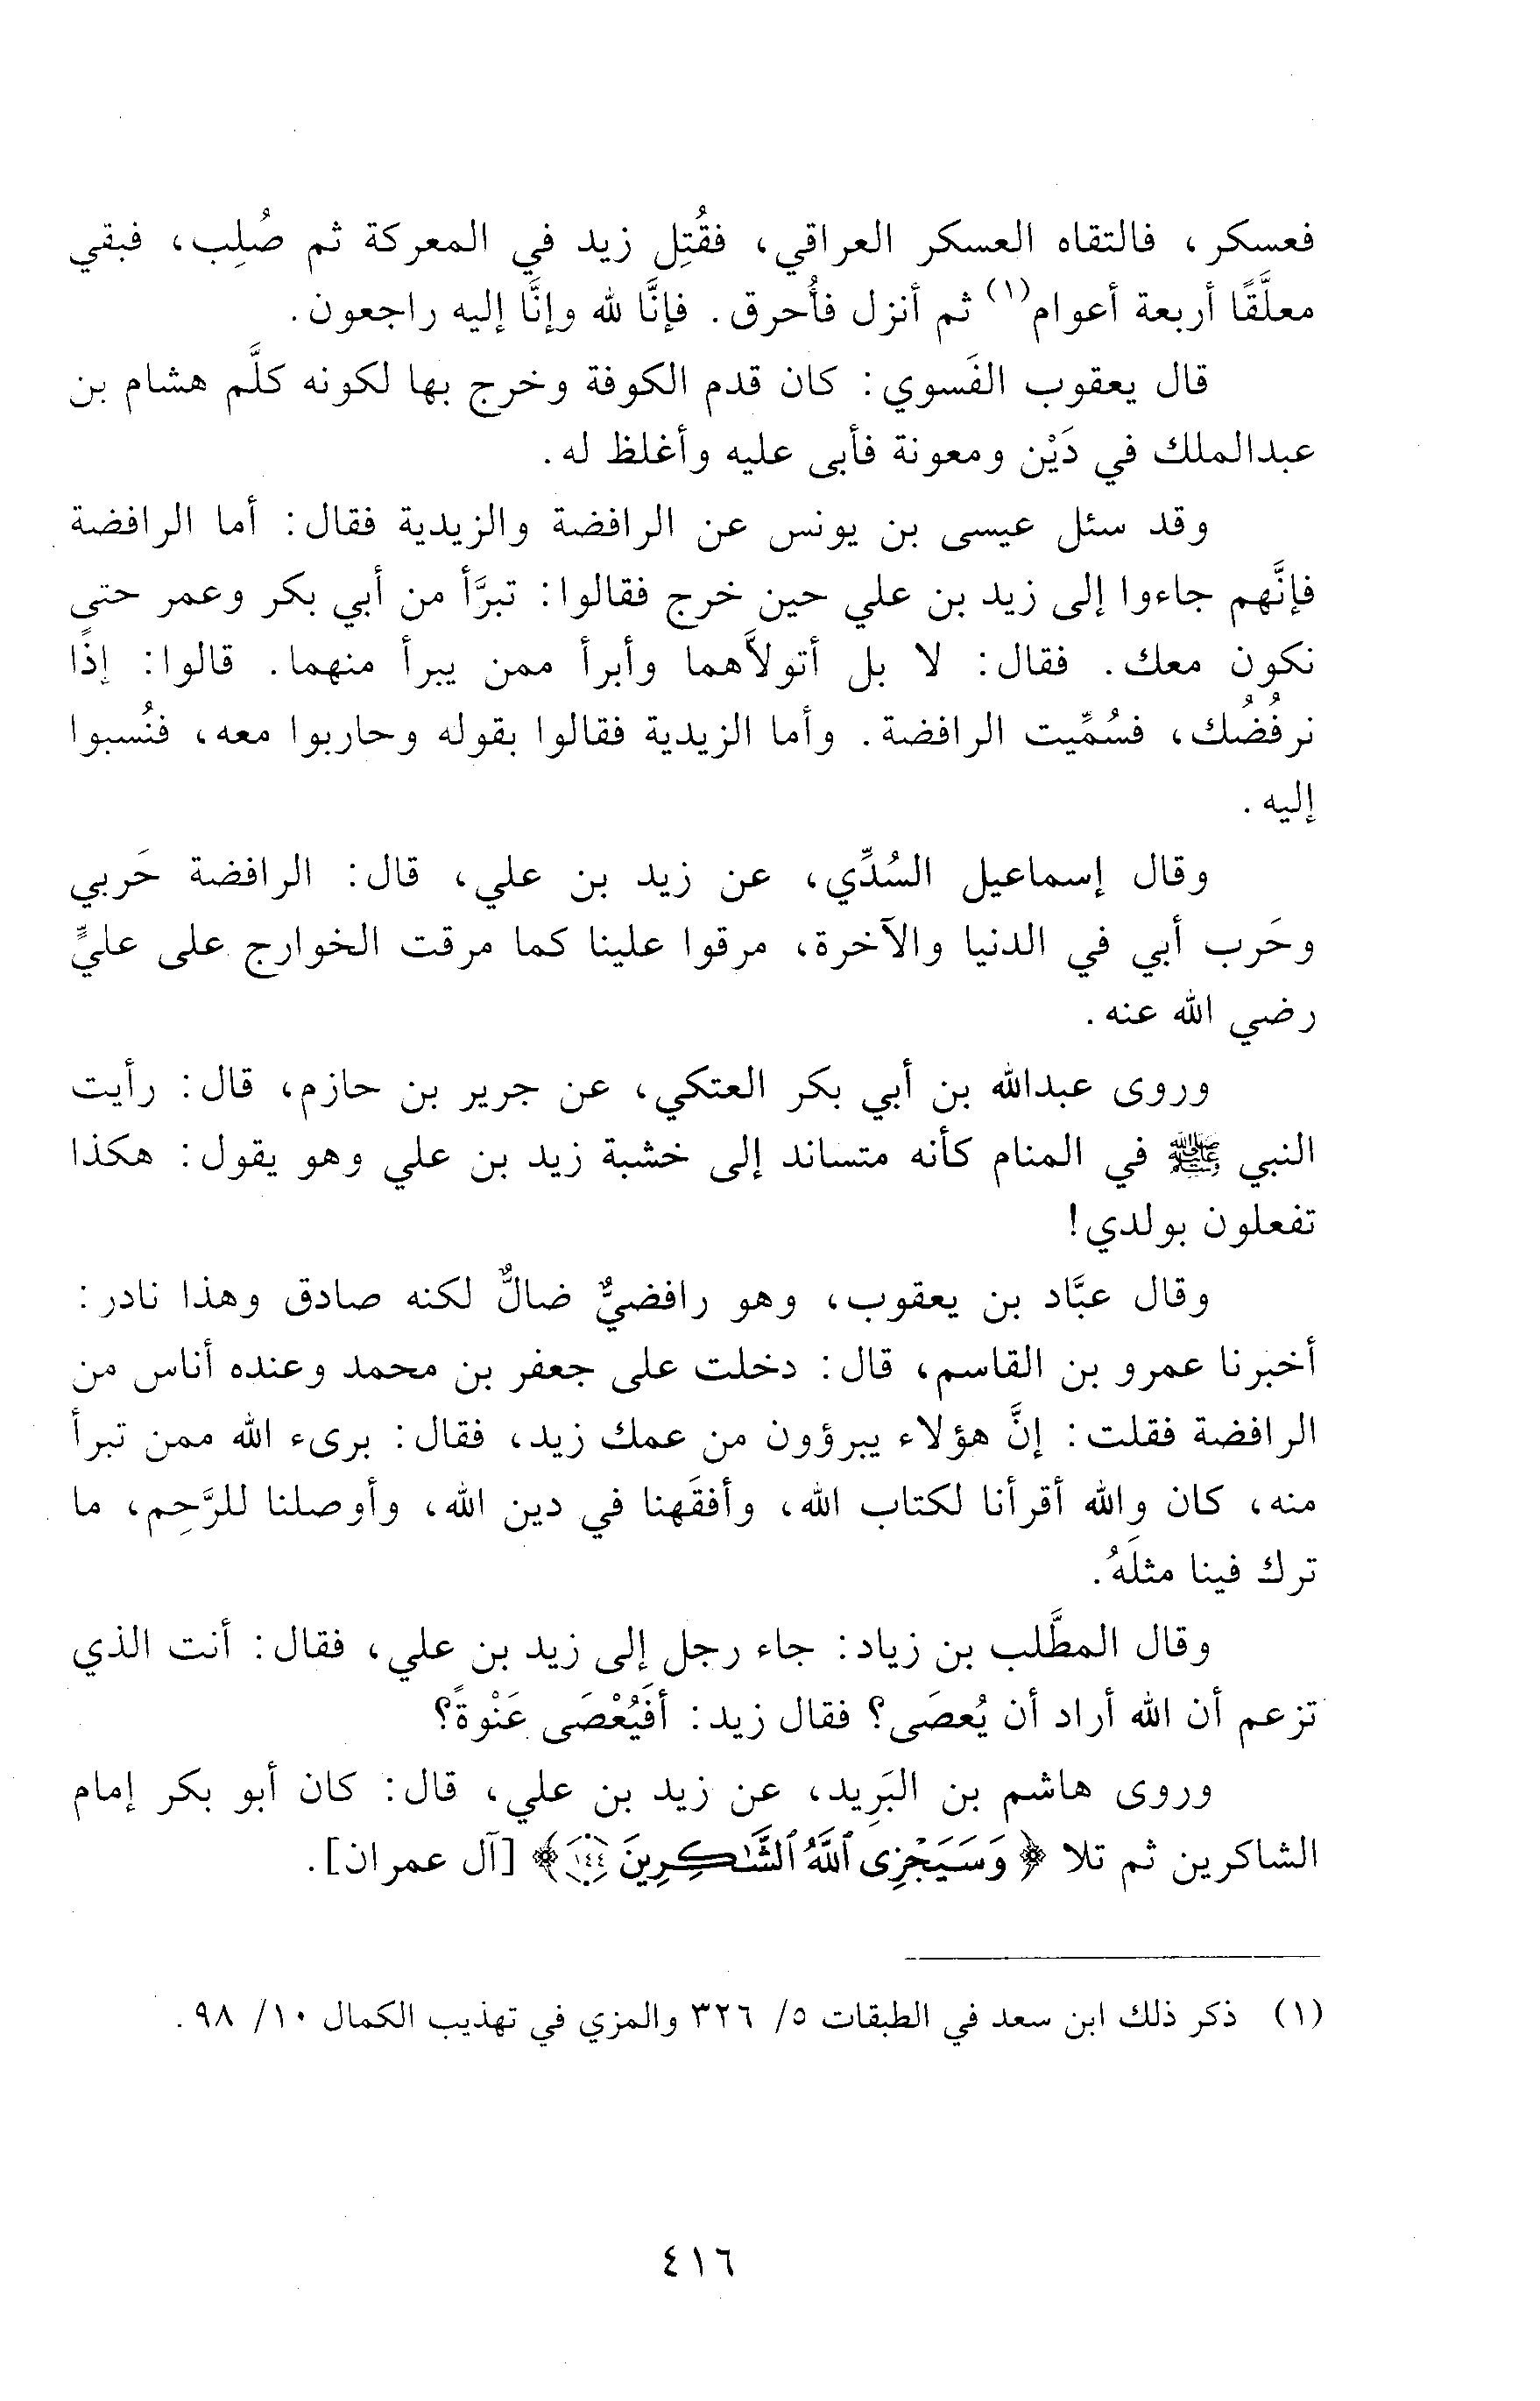 فعسكر، فالتقاه العسكر العراقي، فقُتِل زيد في المعركة ثم صُلِب، فبقي
معلَّقًا أربعة أعوام(١) ثم أنزل فأُحرق. فإنَّا لله وإنَّا إليه راجعون.
قال يعقوب الفَسوي: كان قدم الكوفة وخرج بها لكونه كلَّم هشام بن
عبدالملك في دَيْن ومعونة فأبى عليه وأغلظ له.
وقد سئل عيسى بن يونس عن الرافضة والزيدية فقال: أما الرافضة
فإنَّهم جاءوا إلى زيد بن علي حين خرج فقالوا: تبرَّأ من أبي بكر وعمر حتى
نكون معك. فقال: لا بل أتولاَّهما وأبرأ ممن يبرأ منهما. قالوا: إذًا
نرفُضُك، فسُمِّيت الرافضة. وأما الزيدية فقالوا بقوله وحاربوا معه، فنُسبوا
إليه.
وقال إسماعيل السُدِّي، عن زيد بن علي، قال: الرافضة حَربي
وحَرب أبي في الدنيا والآخرة، مرقوا علينا كما مرقت الخوارج على عليٍّ
رضي الله عنه.
وروى عبدالله بن أبي بكر العتكي، عن جرير بن حازم، قال: رأيت
النبي ﷺ في المنام كأنه متساند إلى خشبة زيد بن علي وهو يقول: هكذا
تفعلون بولدي!
وقال عبَّاد بن يعقوب، وهو رافضيٌّ ضالٌّ لكنه صادق وهذا نادر:
أخبرنا عمرو بن القاسم، قال: دخلت على جعفر بن محمد وعنده أناس من
الرافضة فقلت: إنَّ هؤلاء يبرؤون من عمك زيد، فقال: برىء الله ممن تبرأ
منه، كان والله أقرأنا لكتاب الله، وأفقَهنا في دين الله، وأوصلنا للرَّحِم، ما
ترك فينا مثلَهُ.
وقال المطَّلب بن زياد: جاء رجل إلى زيد بن علي، فقال: أنت الذي
تزعم أن الله أراد أن يُعصَى؟ فقال زيد: أفَيُعْصَى عَنْوةً؟
وروى هاشم بن البَرِيد، عن زيد بن علي، قال: كان أبو بكر إمام
الشاكرين ثم تلا ﴿وَسَيَجْزِى ٱللَّهُ ٱلشَّٰكِرِينَ ١٤٤﴾ [آل عمران].
(١) ذكر ذلك ابن سعد في الطبقات ٥/ ٣٢٦ والمزي في تهذيب الكمال ١٠/ ٩٨.
٤١٦